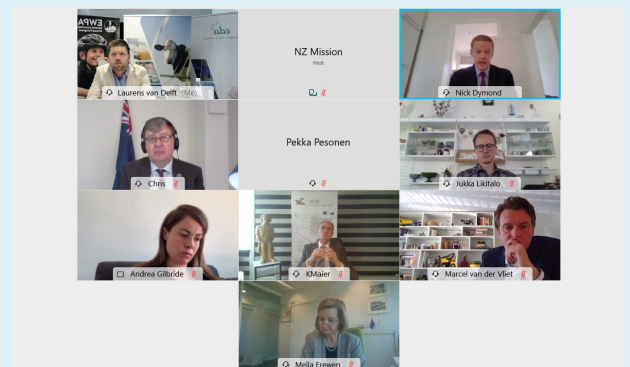 EWPA
eda
Laurens van Delft (Me)
NZ Mission
Host
Nick Dymond
Chris
Pekka Pesonen
Jukka Likitalo
Andrea Gilbride
KMaier
Marcel van der Vliet
Mella Frewen